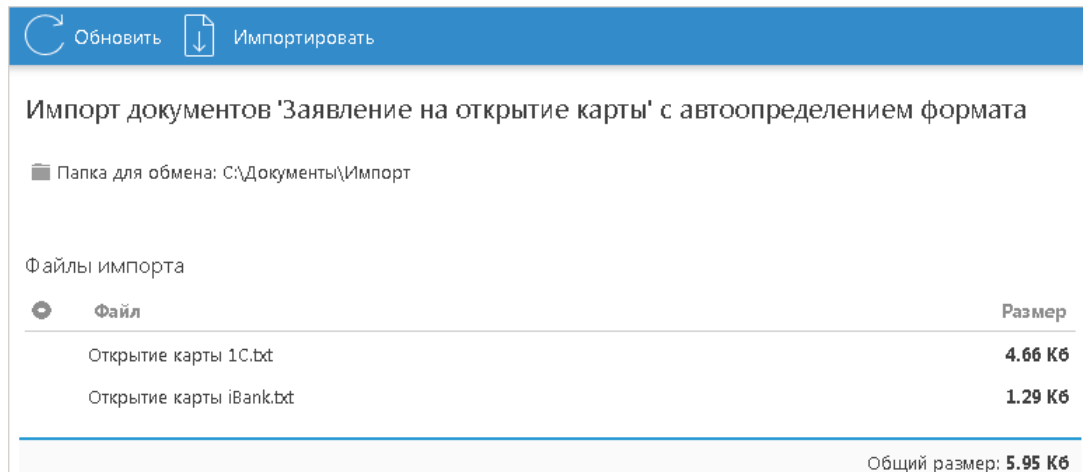 Обновить Импортировать
Импорт документов 'Заявление на открытие карты' с автоопределением формата
Папка для обмена: C:\Документы\Импорт
Файлы импорта
Файл Размер
Открытие карты 1C.txt 4.66 Кб
Открытие карты iBank.txt 1.29 Кб
Общий размер: 5.95 Кб